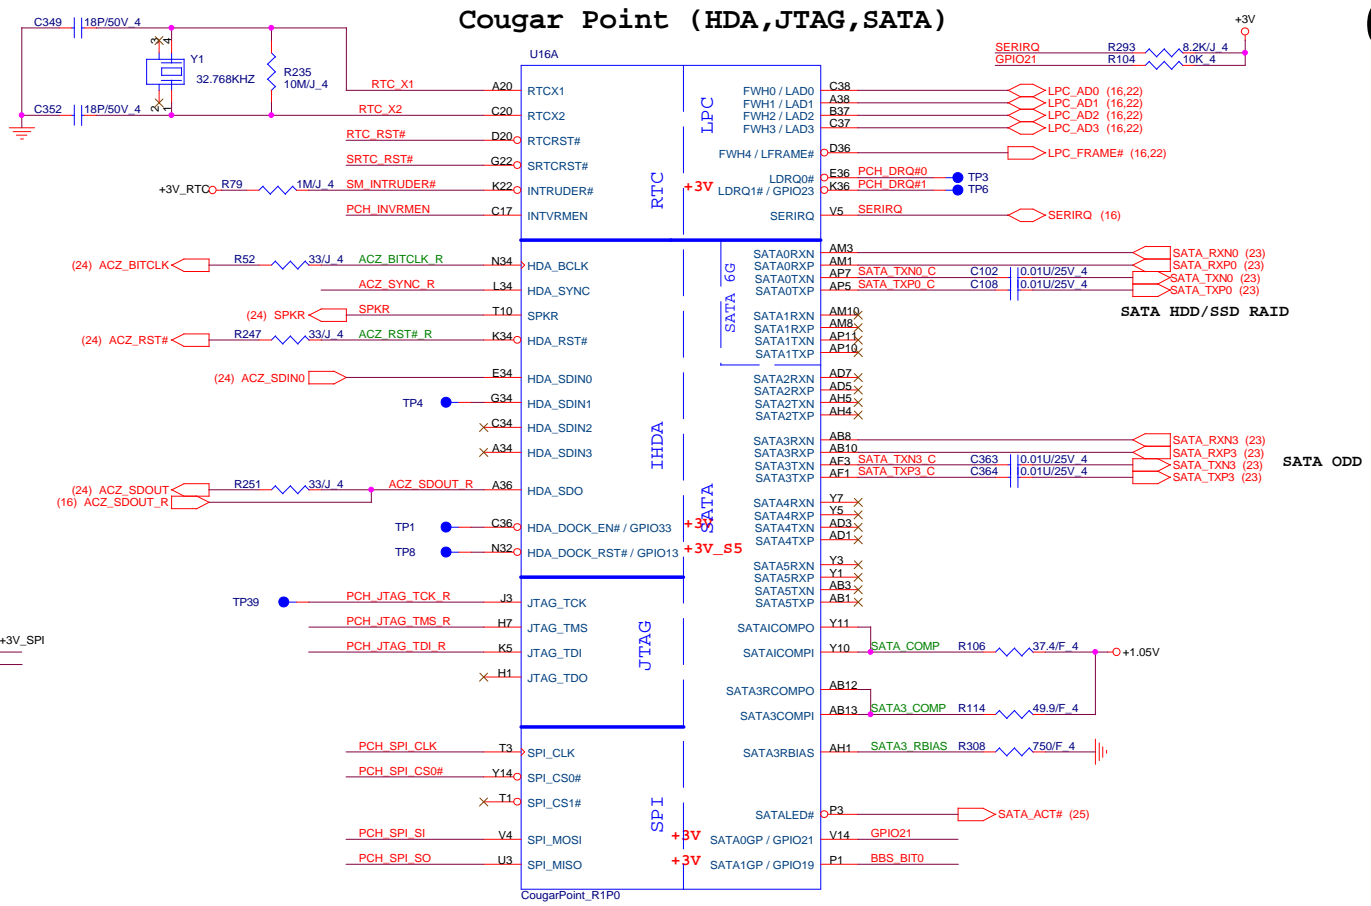 Cougar Point (HDA,JTAG,SATA)
C349 18P/50V_4
3 4
Y1
32.768KHZ
2 1
R235
10M/J_4
C352 18P/50V_4
+3V
SERIRQ R293 8.2K/J_4
GPIO21 R104 10K_4
U16A
RTC_X1 A20 RTCX1
RTC_X2 C20 RTCX2
RTC_RST# D20 RTCRST#
SRTC_RST# G22 SRTCRST#
+3V_RTC R79 1M/J_4 SM_INTRUDER# K22 INTRUDER#
PCH_INVRMEN C17 INTVRMEN
RTC
LPC
+3V
FWH0 / LAD0 C38 LPC_AD0 (16,22)
FWH1 / LAD1 A38 LPC_AD1 (16,22)
FWH2 / LAD2 B37 LPC_AD2 (16,22)
FWH3 / LAD3 C37 LPC_AD3 (16,22)
FWH4 / LFRAME# D36 LPC_FRAME# (16,22)
LDRQ0# E36 PCH_DRQ#0 TP3
LDRQ1# / GPIO23 K36 PCH_DRQ#1 TP6
SERIRQ V5 SERIRQ SERIRQ (16)
(24) ACZ_BITCLK R52 33/J_4 ACZ_BITCLK_R N34 HDA_BCLK
ACZ_SYNC_R L34 HDA_SYNC
(24) SPKR SPKR T10 SPKR
(24) ACZ_RST# R247 33/J_4 ACZ_RST#_R K34 HDA_RST#
(24) ACZ_SDIN0 E34 HDA_SDIN0
TP4 G34 HDA_SDIN1
C34 HDA_SDIN2
A34 HDA_SDIN3
(24) ACZ_SDOUT R251 33/J_4 ACZ_SDOUT_R A36 HDA_SDO
(16) ACZ_SDOUT_R
TP1 C36 HDA_DOCK_EN# / GPIO33 +3V
TP8 N32 HDA_DOCK_RST# / GPIO13 +3V_S5
IHDA
SATA
SATA 6G
SATA0RXN AM3 SATA_RXN0 (23)
SATA0RXP AM1 SATA_RXP0 (23)
SATA0TXN AP7 SATA_TXN0_C C102 0.01U/25V_4 SATA_TXN0 (23)
SATA0TXP AP5 SATA_TXP0_C C108 0.01U/25V_4 SATA_TXP0 (23)
SATA HDD/SSD RAID
SATA1RXN AM10
SATA1RXP AM8
SATA1TXN AP11
SATA1TXP AP10
SATA2RXN AD7
SATA2RXP AD5
SATA2TXN AH5
SATA2TXP AH4
SATA3RXN AB8 SATA_RXN3 (23)
SATA3RXP AB10 SATA_RXP3 (23)
SATA3TXN AF3 SATA_TXN3_C C363 0.01U/25V_4 SATA_TXN3 (23)
SATA3TXP AF1 SATA_TXP3_C C364 0.01U/25V_4 SATA_TXP3 (23)
SATA ODD
SATA4RXN Y7
SATA4RXP Y5
SATA4TXN AD3
SATA4TXP AD1
SATA5RXN Y3
SATA5RXP Y1
SATA5TXN AB3
SATA5TXP AB1
TP39 PCH_JTAG_TCK_R J3 JTAG_TCK
PCH_JTAG_TMS_R H7 JTAG_TMS
PCH_JTAG_TDI_R K5 JTAG_TDI
H1 JTAG_TDO
JTAG
+3V_SPI
SATAICOMPO Y11
SATAICOMPI Y10 SATA_COMP R106 37.4/F_4 +1.05V
SATA3RCOMPO AB12
SATA3COMPI AB13 SATA3_COMP R114 49.9/F_4
SATA3RBIAS AH1 SATA3_RBIAS R308 750/F_4
PCH_SPI_CLK T3 SPI_CLK
PCH_SPI_CS0# Y14 SPI_CS0#
T1 SPI_CS1#
PCH_SPI_SI V4 SPI_MOSI
PCH_SPI_SO U3 SPI_MISO
SPI
SATALED# P3 SATA_ACT# (25)
+3V SATA0GP / GPIO21 V14 GPIO21
+3V SATA1GP / GPIO19 P1 BBS_BIT0
CougarPoint_R1P0